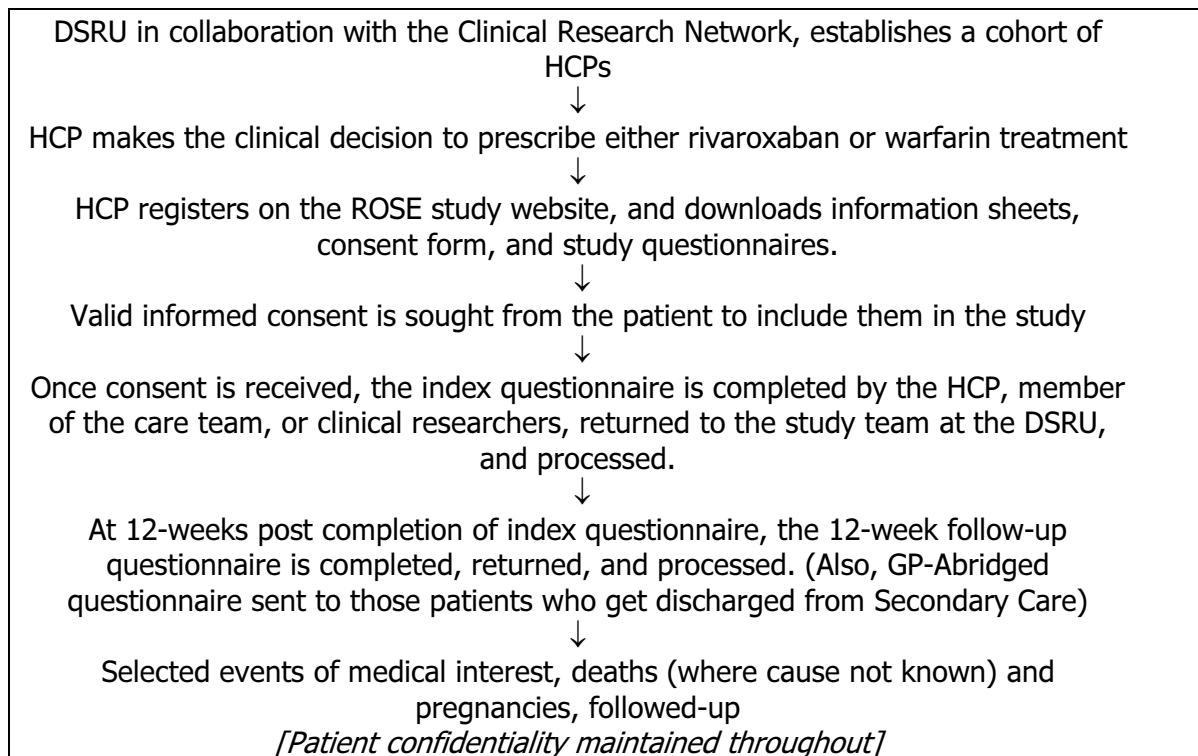 DSRU in collaboration with the Clinical Research Network, establishes a cohort of
HCPs
↓
HCP makes the clinical decision to prescribe either rivaroxaban or warfarin treatment
↓
HCP registers on the ROSE study website, and downloads information sheets,
consent form, and study questionnaires.
↓
Valid informed consent is sought from the patient to include them in the study
↓
Once consent is received, the index questionnaire is completed by the HCP, member
of the care team, or clinical researchers, returned to the study team at the DSRU,
and processed.
↓
At 12-weeks post completion of index questionnaire, the 12-week follow-up
questionnaire is completed, returned, and processed. (Also, GP-Abridged
questionnaire sent to those patients who get discharged from Secondary Care)
↓
Selected events of medical interest, deaths (where cause not known) and
pregnancies, followed-up
[Patient confidentiality maintained throughout]